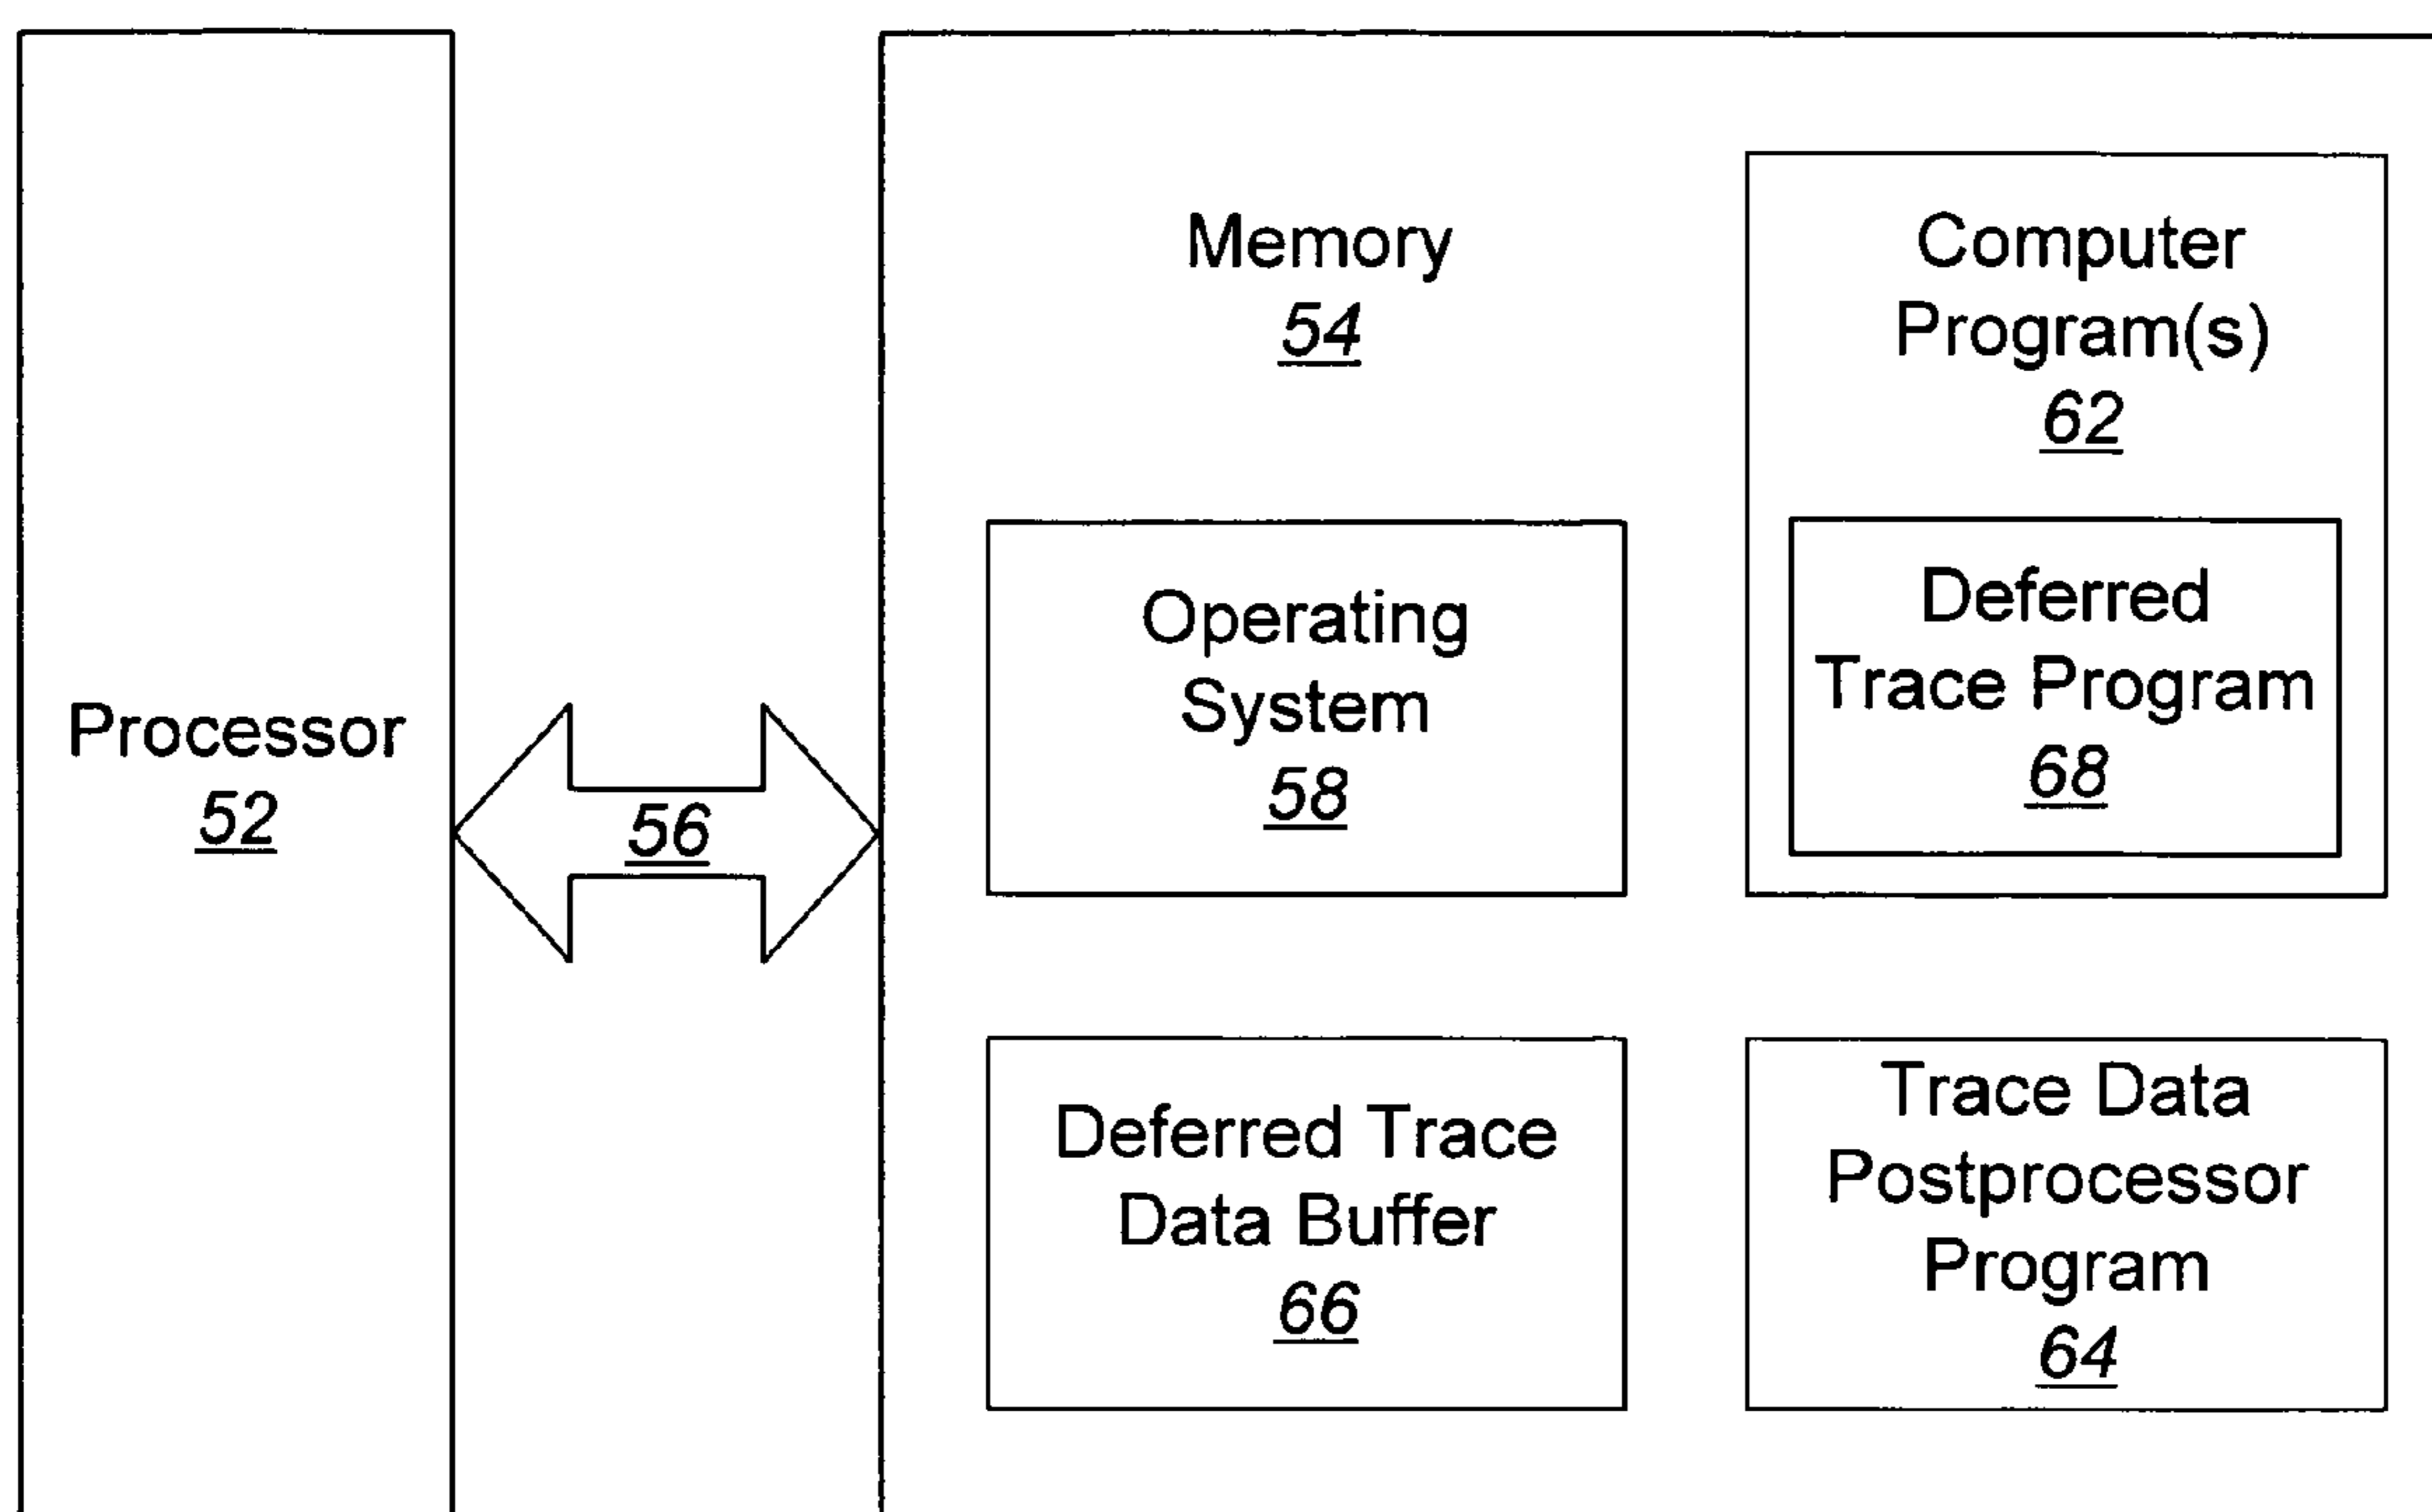 Processor
52
56
Memory
54
Operating
System
58
Deferred Trace
Data Buffer
66
Computer
Program(s)
62
Deferred
Trace Program
68
Trace Data
Postprocessor
Program
64